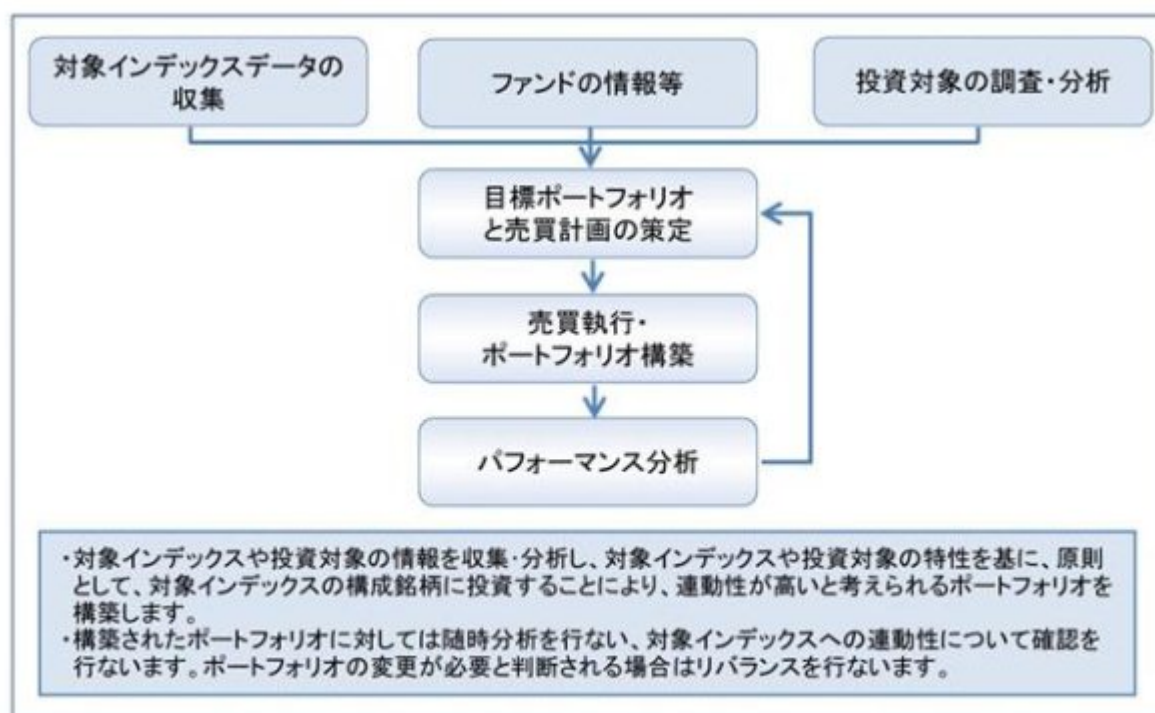 対象インデックスデータの
収集
ファンドの情報等
投資対象の調査・分析
目標ポートフォリオ
と売買計画の策定
売買執行・
ポートフォリオ構築
パフォーマンス分析
・対象インデックスや投資対象の情報を収集・分析し、対象インデックスや投資対象の特性を基に、原則
として、対象インデックスの構成銘柄に投資することにより、連動性が高いと考えられるポートフォリオを
構築します。
・構築されたポートフォリオに対しては随時分析を行ない、対象インデックスへの連動性について確認を
行ないます。ポートフォリオの変更が必要と判断される場合はリバランスを行ないます。